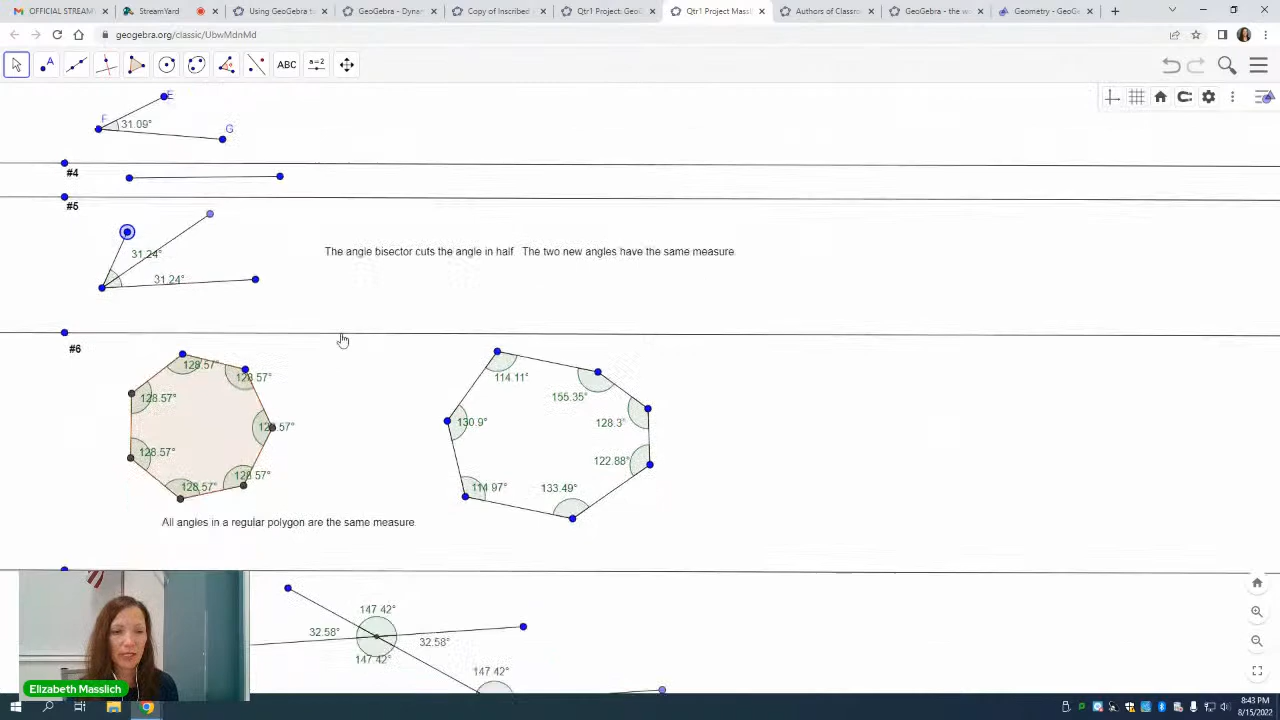 OFFICIAL STREAMY
StreamYard
Using GeoGebra t
GeoGebra - Dynam
Copy of Inscribed
Qtr1 Project: Geo
Qtr1 Project Massli
Authors of Classro
GeoGebra - the wo
Geometry - GeoGe
geogebra.org/classic/UbwMdnMd
ABC
a=2
E
F
31.09°
G
#4
#5
31.24°
31.24°
The angle bisector cuts the angle in half. The two new angles have the same measure.
#6
128.57°
128.57°
128.57°
128.57°
128.57°
128.57°
128.57°
All angles in a regular polygon are the same measure.
114.11°
155.35°
130.9°
128.3°
122.88°
114.97°
133.49°
147.42°
32.58°
32.58°
147.42°
147.42°
Elizabeth Masslich
8:43 PM
8/15/2022